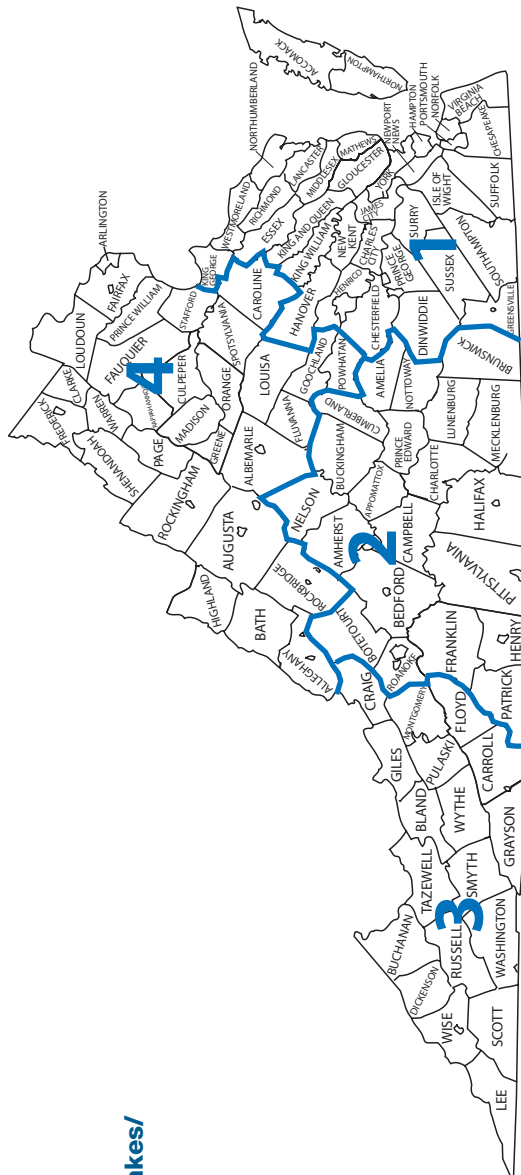 ACCOMACK
NORTHAMPTON
NORTHUMBERLAND
LANCASTER
WESTMORELAND
RICHMOND
MIDDLESEX
MATHEWS
ESSEX
GLOUCESTER
KING AND QUEEN
KING WILLIAM
NEW
KENT
JAMES
CITY
CHARLES
CITY
YORK
NEWPORT
NEWS
HAMPTON
PORTSMOUTH
NORFOLK
VIRGINIA
BEACH
CHESAPEAKE
SUFFOLK
ISLE OF
WIGHT
SURRY
PRINCE
GEORGE
SUSSEX
SOUTHAMPTON
GREENSVILLE
DINWIDDIE
CHESTERFIELD
HENRICO
HANOVER
1
ARLINGTON
FAIRFAX
LOUDOUN
PRINCE WILLIAM
CLARKE
FREDERICK
WARREN
FAUQUIER
SHENANDOAH
RAPPAHANNOCK
4
STAFFORD
KING
GEORGE
CULPEPER
PAGE
MADISON
ROCKINGHAM
GREENE
ORANGE
SPOTSYLVANIA
CAROLINE
LOUISA
ALBEMARLE
FLUVANNA
GOOCHLAND
AUGUSTA
HIGHLAND
BATH
ROCKBRIDGE
ALLEGHANY
NELSON
BUCKINGHAM
CUMBERLAND
POWHATAN
AMELIA
NOTTOWAY
BRUNSWICK
LUNENBURG
MECKLENBURG
PRINCE
EDWARD
CHARLOTTE
APPOMATTOX
AMHERST
2
CAMPBELL
BEDFORD
HALIFAX
PITTSYLVANIA
BOTETOURT
ROANOKE
CRAIG
FRANKLIN
HENRY
PATRICK
MONTGOMERY
FLOYD
GILES
PULASKI
CARROLL
BLAND
WYTHE
GRAYSON
TAZEWELL
SMYTH
3
BUCHANAN
RUSSELL
WASHINGTON
DICKENSON
WISE
SCOTT
LEE
akes/